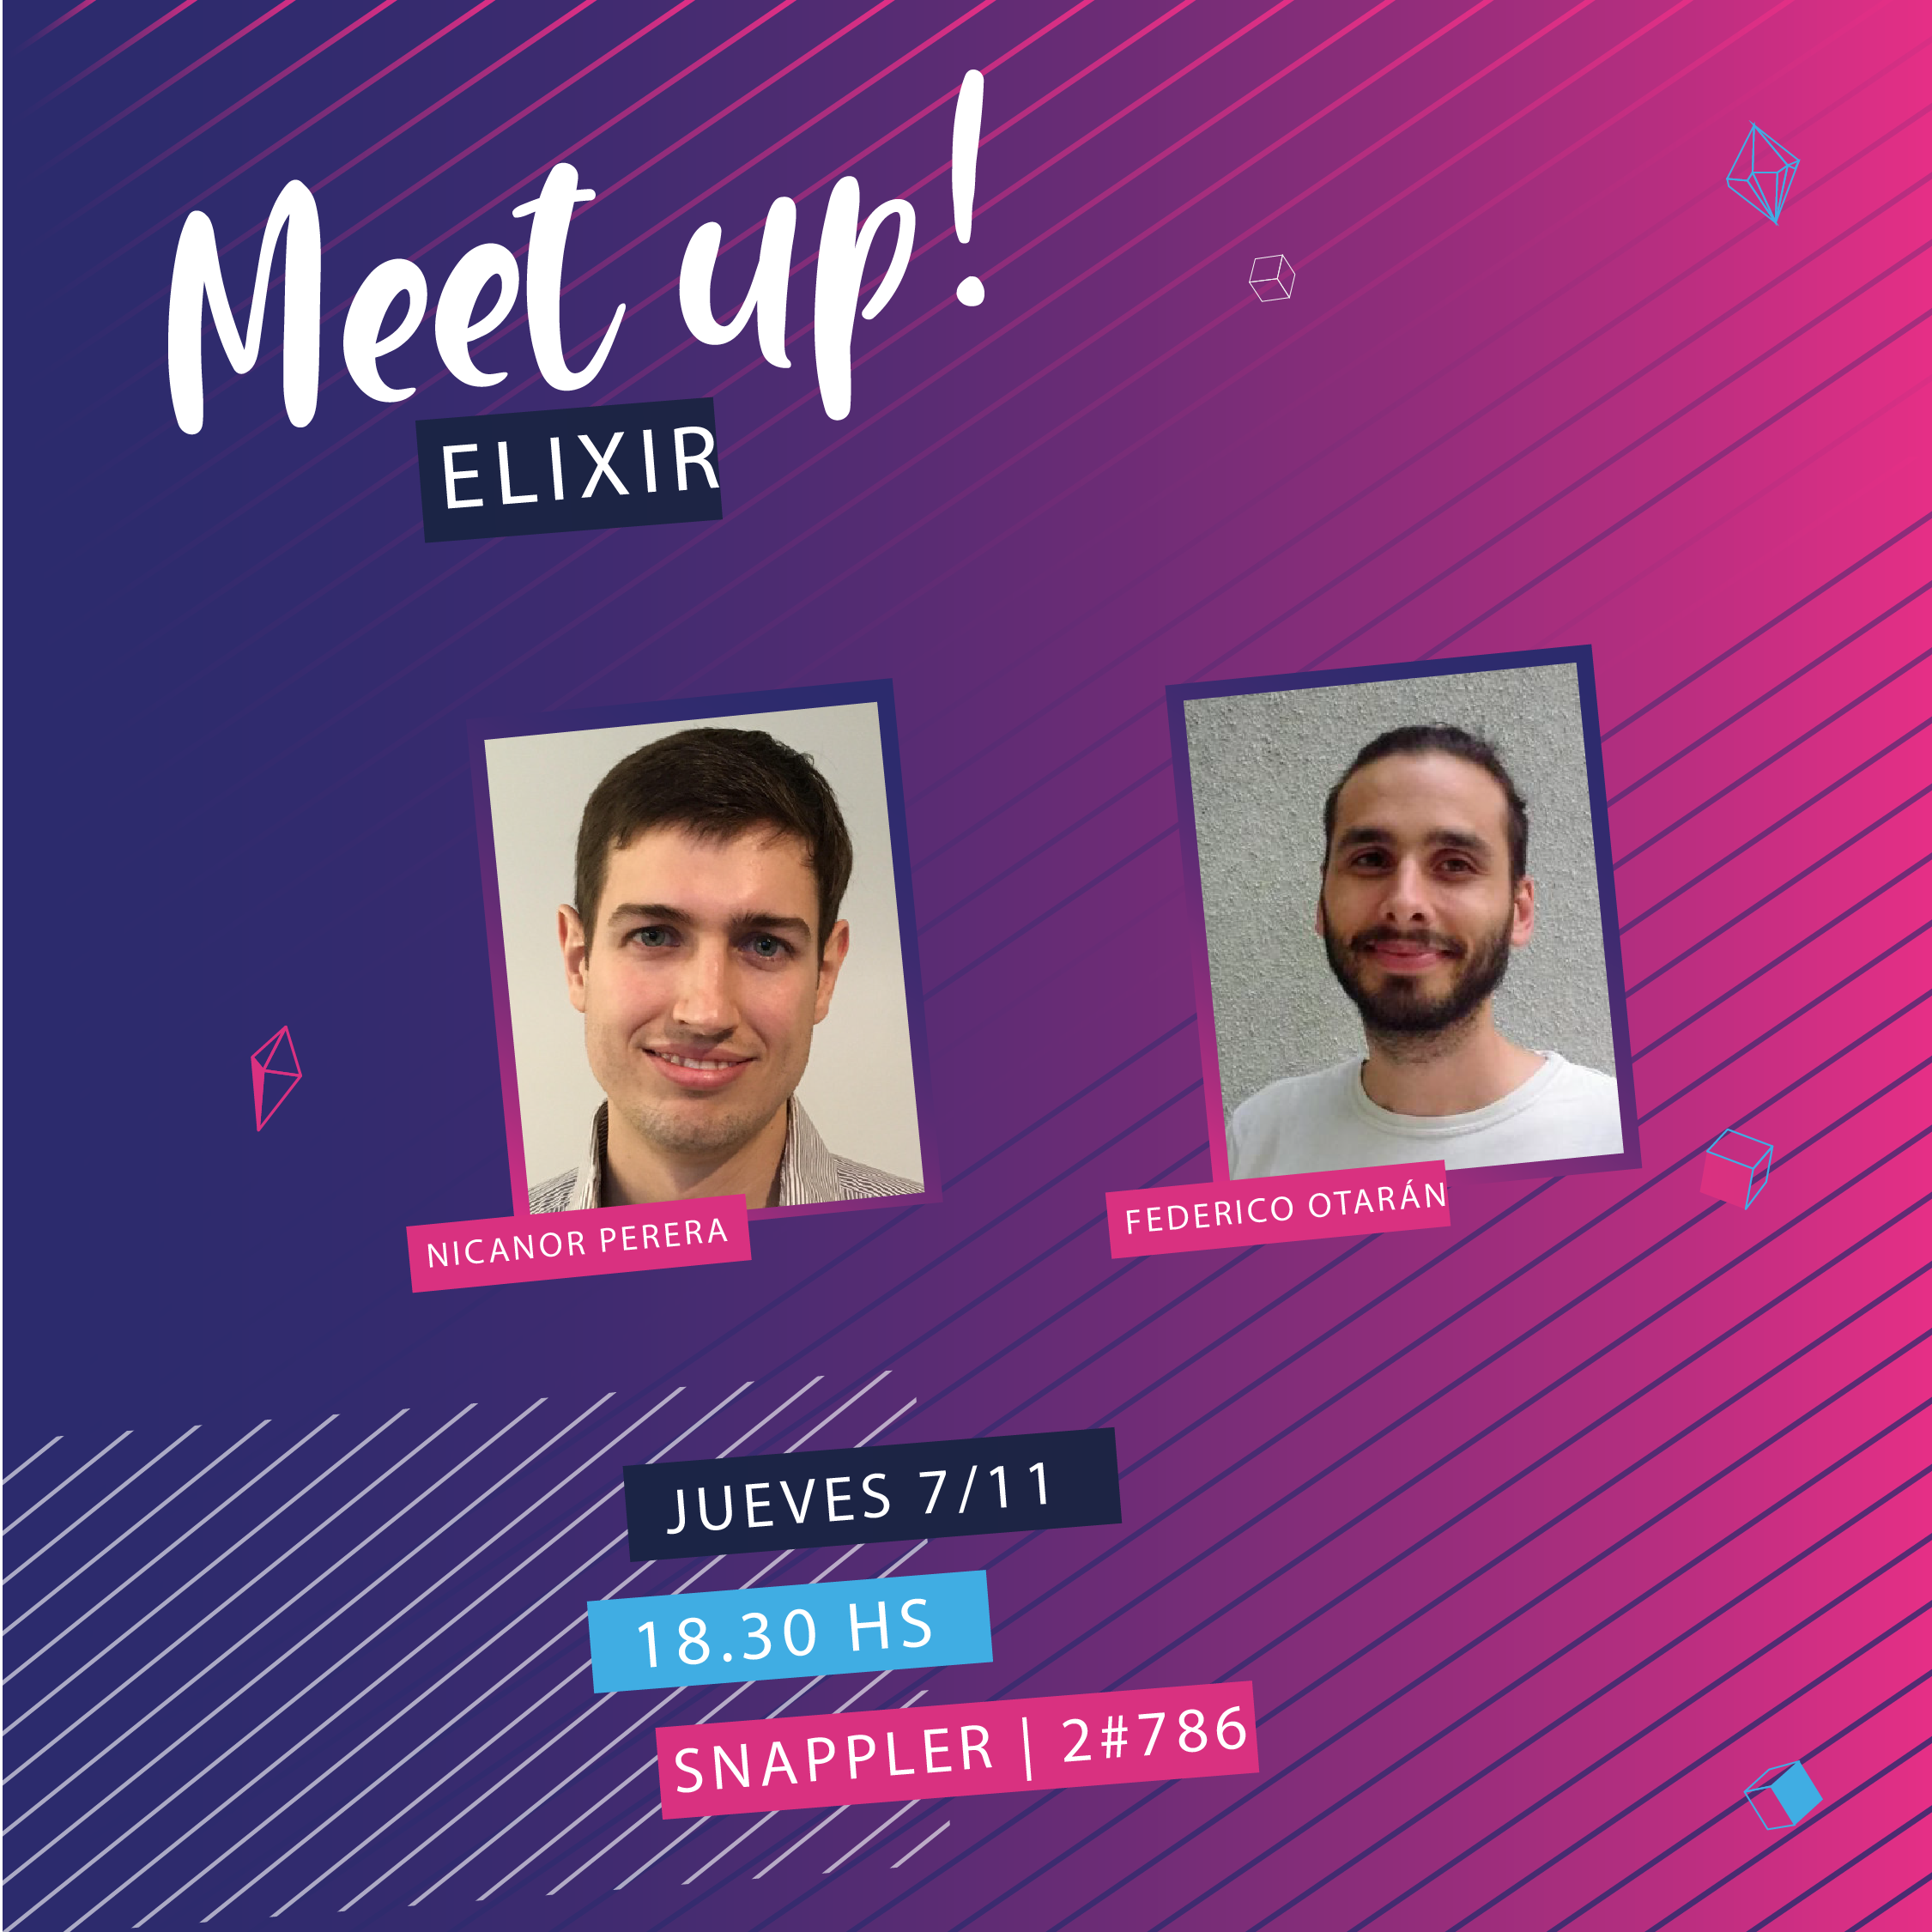 Meet up!
ELIXIR
NICANOR PERERA
FEDERICO OTARÁN
JUEVES 7/11
18.30 HS
SNAPPLER | 2#786